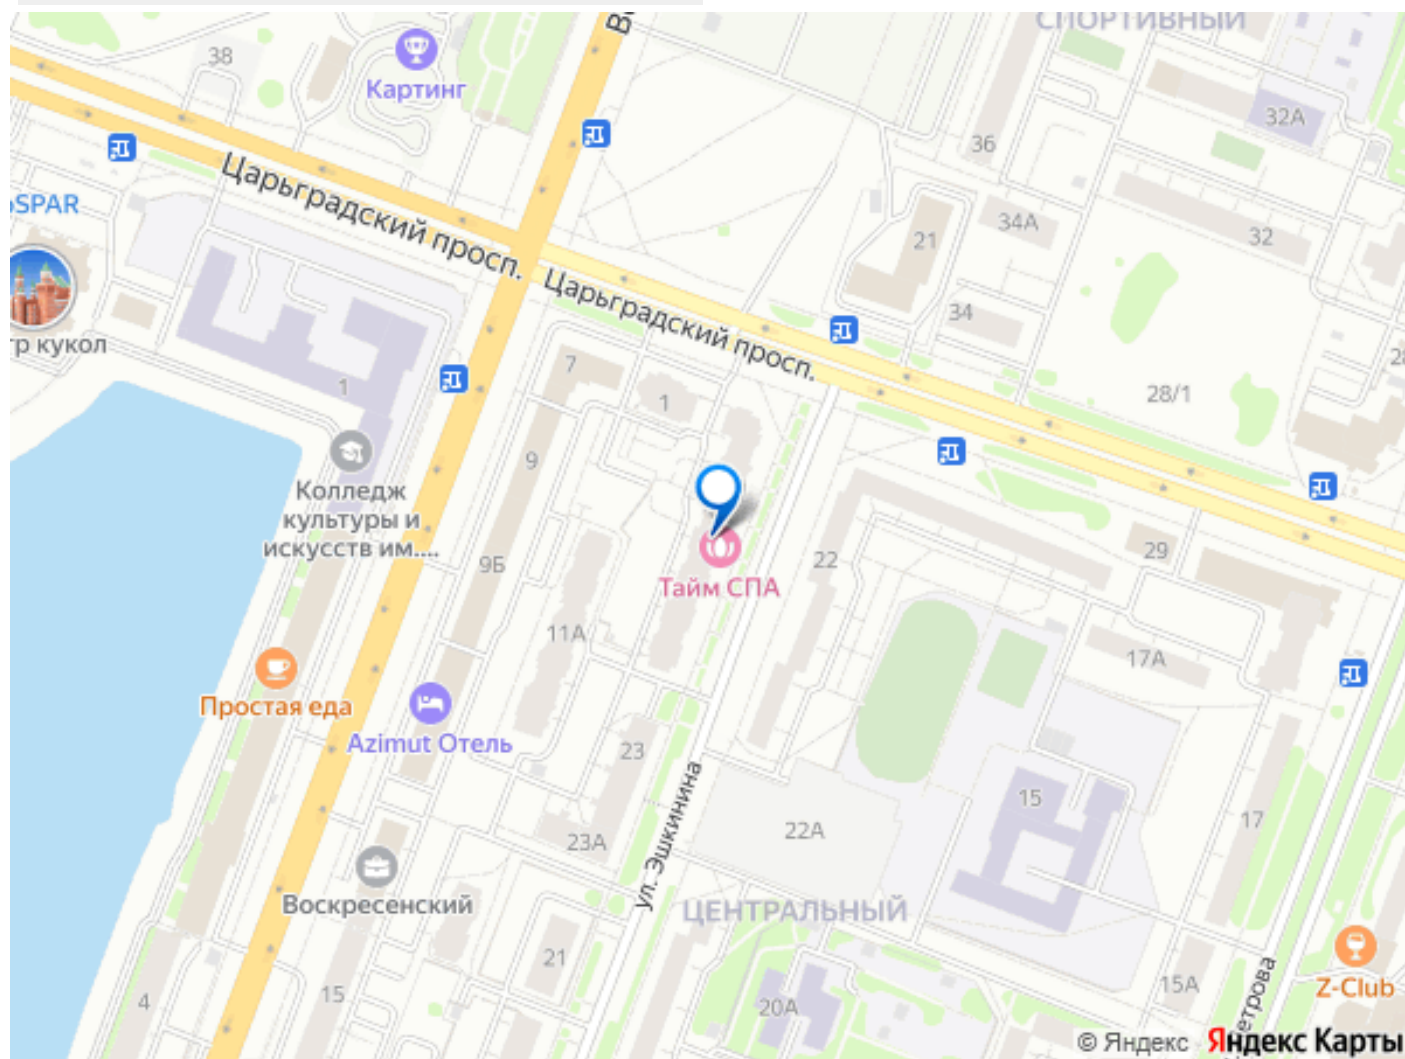 СПОРТИВНЫЙ
38
Картинг
32А
36
Царьградский просп.
SPAR
34А
21
32
Царьградский просп.
34
тр кукол
7
1
1
28/1
9
Колледж
культуры и
искусств им....
9Б
22
29
Тайм СПА
11А
17А
Простая еда
Azimut Отель
23
15
17
22А
23А
ул. Эшкинина
Воскресенский
ЦЕНТРАЛЬНЫЙ
21
15
4
20А
15А
етрова
Z-Club
© Яндекс Яндекс Карты